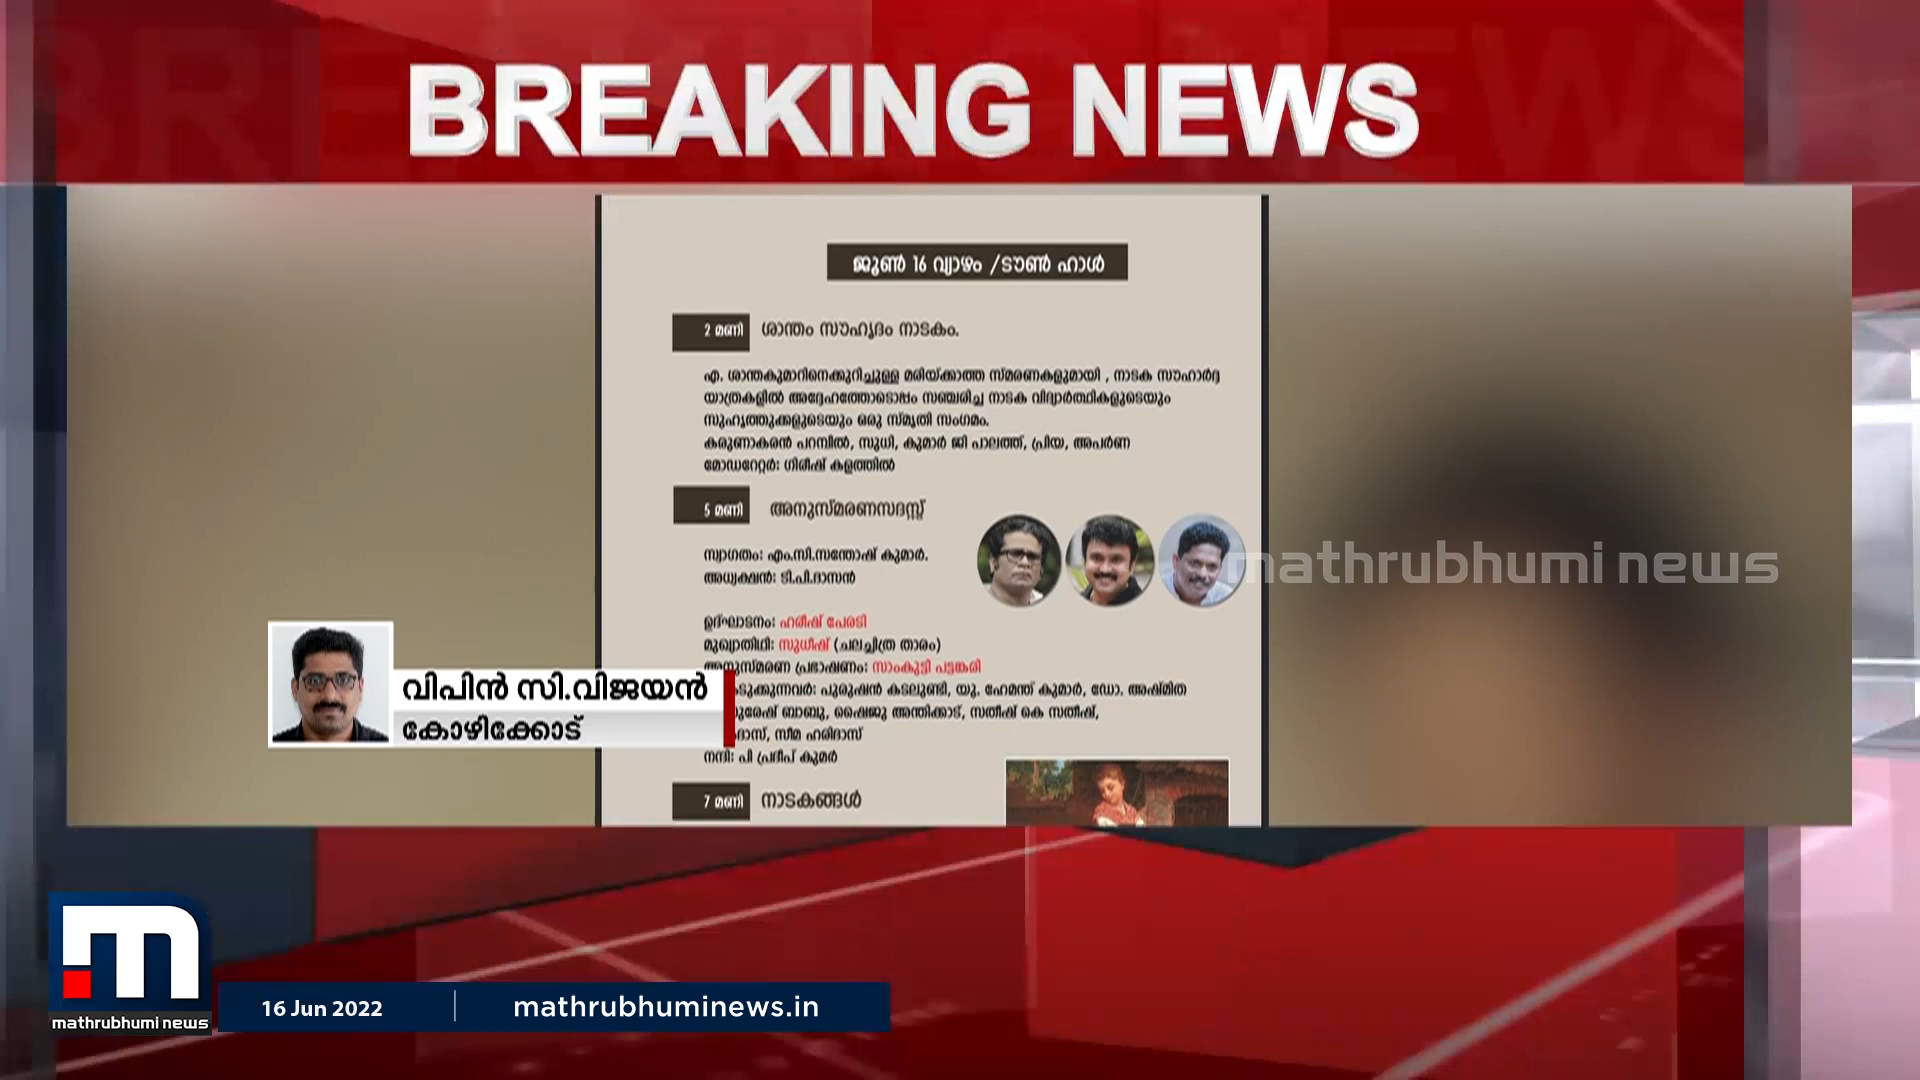 BREAKING NEWS
ജൂൺ 16 വ്യാഴം /ടൗൺ ഹാൾ
2 മണി ശാന്തം സൗഹൃദം നാടകം.
എ. ശാന്തകുമാറിനെക്കുറിച്ചുള്ള മരിയ്ക്കാത്ത സ്മരണകളുമായി , നാടക സൗഹാർദ്ദ
യാത്രകളിൽ അദ്ദേഹത്തോടൊപ്പം സഞ്ചരിച്ച നാടക വിദ്യാർത്ഥികളുടെയും
സുഹൃത്തുക്കളുടെയും ഒരു സ്മൃതി സംഗമം.
കരുണാകരൻ പറമ്പിൽ, സുധി, കുമാർ ജി പാലത്ത്, പ്രിയ, അപർണ
മോഡറേറ്റർ: ഗിരീഷ് കളത്തിൽ
5 മണി അനുസ്മരണസദസ്സ്
സ്വാഗതം: എം.സി.സന്തോഷ് കുമാർ.
അധ്യക്ഷൻ: ടി.പി.ദാസൻ
mathrubhumi news
ഉദ്ഘാടനം: ഹരീഷ് പേരടി
മുഖ്യാതിഥി: സുധീഷ് (ചലച്ചിത്ര താരം)
അനുസ്മരണ പ്രഭാഷണം: സാംകുട്ടി പട്ടങ്കരി
കടുക്കുന്നവർ: പുരുഷൻ കടലുണ്ടി, യു. ഹേമന്ത് കുമാർ, ഡോ. അഷ്മിത
ുരേഷ് ബാബു, ഷൈജു അന്തിക്കാട്, സതീഷ് കെ സതീഷ്,
ദാസ്, സീമ ഹരിദാസ്
നന്ദി: പി പ്രദീപ് കുമർ
7 മണി നാടകങ്ങൾ
വിപിൻ സി.വിജയൻ
കോഴിക്കോട്
mathrubhumi news
16 Jun 2022 mathrubhuminews.in